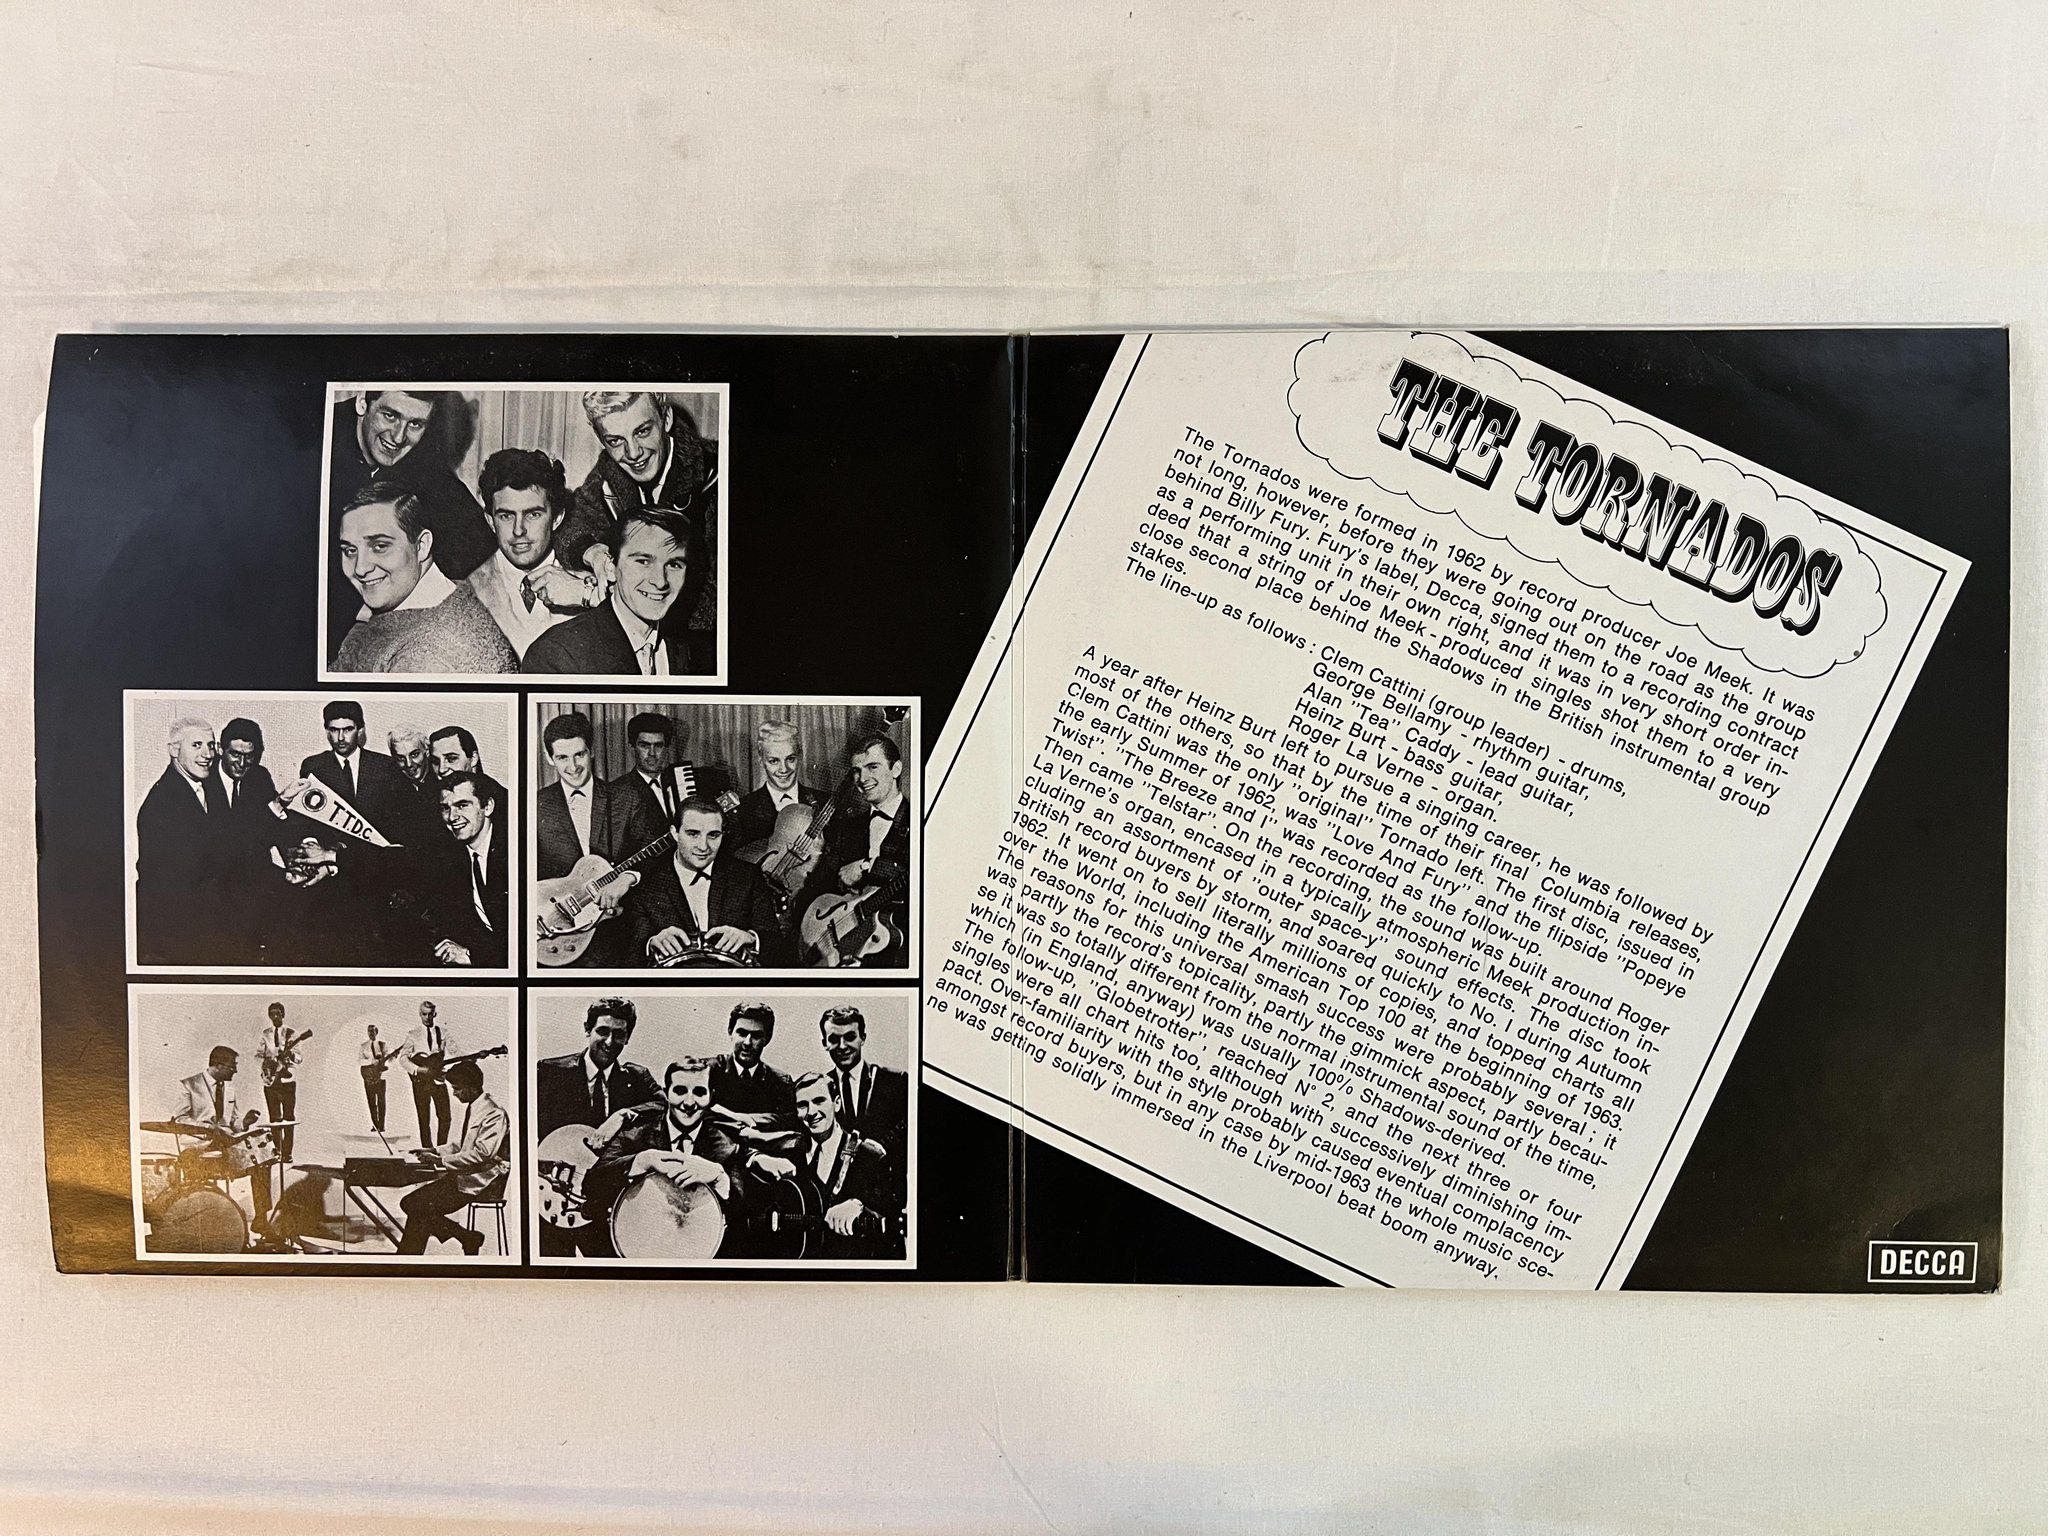 T.T.D.C.
THE TORNADOS
The Tornados were formed in 1962 by record producer Joe Meek. It was
not long, however, before they were going out on the road as the group
behind Billy Fury. Fury's label, Decca, signed them to a recording contract
as a performing unit in their own right, and it was in very short order in-
deed that a string of Joe Meek - produced singles shot them to a very
close second place behind the Shadows in the British instrumental group
stakes.
The line-up as follows : Clem Cattini (group leader) - drums,
George Bellamy - rhythm guitar,
Alan "Tea" Caddy - lead guitar,
Heinz Burt - bass guitar,
Roger La Verne - organ.
A year after Heinz Burt left to pursue a singing career, he was followed by
most of the others, so that by the time of their final Columbia releases,
Clem Cattini was the only "original" Tornado left. The first disc, issued in
the early Summer of 1962, was "Love And Fury" and the flipside "Popeye
Twist". "The Breeze and I" was recorded as the follow-up.
Then came "Telstar". On the recording, the sound was built around Roger
La Verne's organ, encased in a typically atmospheric Meek production in-
cluding an assortment of "outer space-y" sound effects. The disc took
British record buyers by storm, and soared quickly to No. I during Autumn
1962. It went on to sell literally millions of copies, and topped charts all
over the World, including the American Top 100 at the beginning of 1963.
The reasons for this universal smash success were probably several ; it
was partly the record's topicality, partly the gimmick aspect, partly becau-
se it was so totally different from the normal instrumental sound of the time,
which (in England, anyway) was usually 100% Shadows-derived.
The follow-up, "Globetrotter", reached N° 2, and the next three or four
singles were all chart hits too, although with successively diminishing im-
pact. Over-familiarity with the style probably caused eventual complacency
amongst record buyers, but in any case by mid-1963 the whole music sce-
ne was getting solidly immersed in the Liverpool beat boom anyway.
DECCA